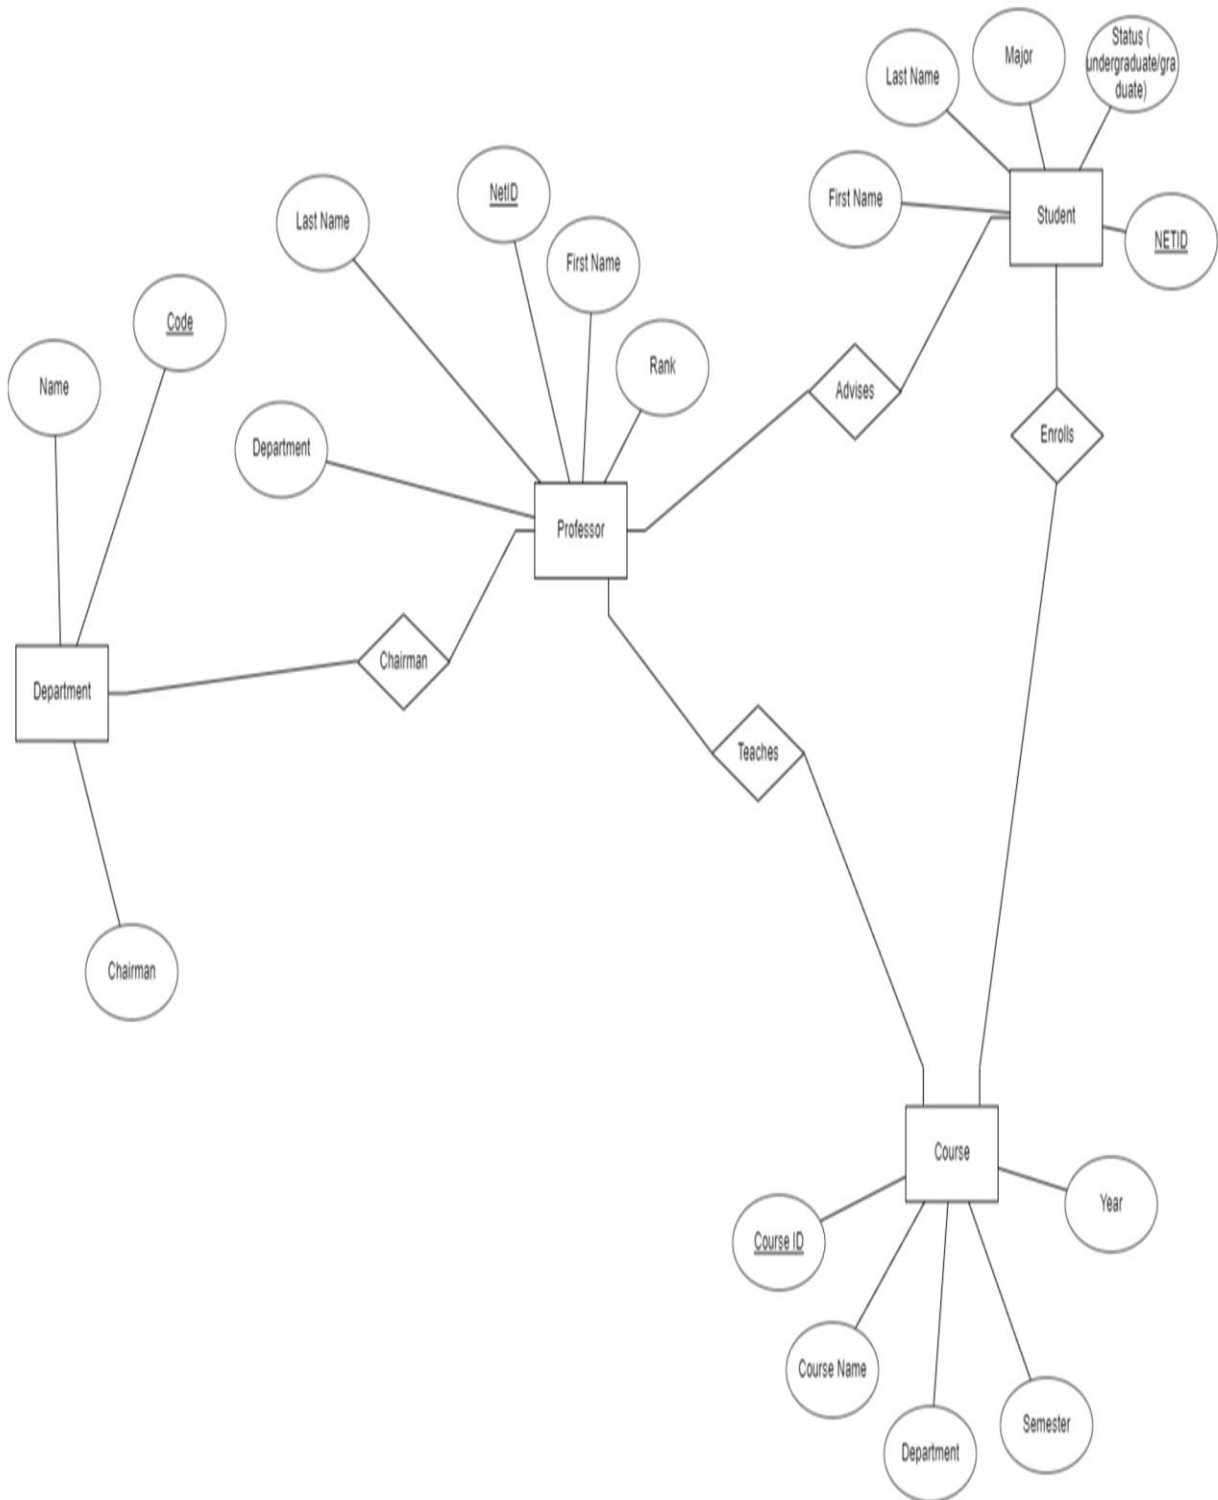 Status (
undergraduate/gra
duate)
Major
Last Name
First Name
Student
NETID
NetID
Last Name
First Name
Rank
Code
Name
Department
Advises
Enrolls
Professor
Chairman
Department
Teaches
Chairman
Course
Year
Course ID
Course Name
Semester
Department